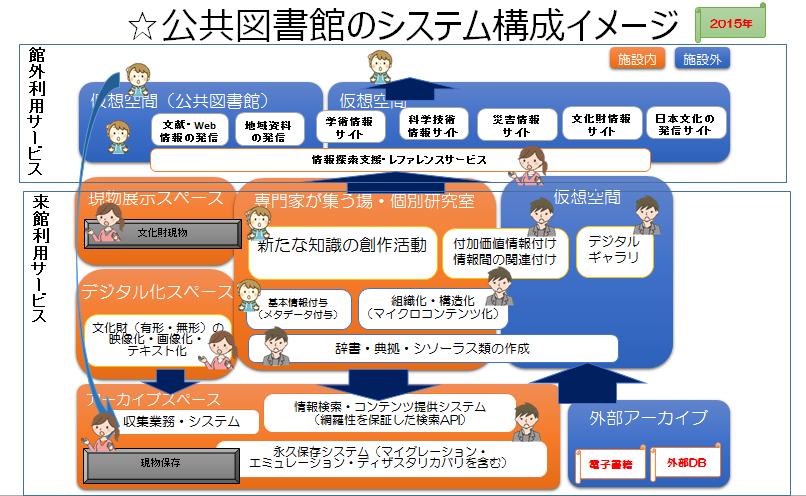 ☆公共図書館のシステム構成イメージ
2015年
施設内
施設外
館外利用サービス
仮想空間（公共図書館）
仮想空間
文献・Web
情報の発信
地域資料
の発信
学術情報
サイト
科学技術
情報サイト
災害情報
サイト
文化財情報
サイト
日本文化の
発信サイト
情報探索支援・レファレンスサービス
来館利用サービス
現物展示スペース
文化財現物
専門家が集う場・個別研究室
仮想空間
新たな知識の創作活動
付加価値情報付け
情報間の関連付け
デジタル
ギャラリ
デジタル化スペース
文化財（有形・無形）の
映像化・画像化・
テキスト化
基本情報付与
（メタデータ付与）
組織化・構造化
（マイクロコンテンツ化）
辞書・典拠・シソーラス類の作成
アーカイブスペース
収集業務・システム
情報検索・コンテンツ提供システム
（網羅性を保証した検索API）
現物保存
永久保存システム（マイグレーション・
エミュレーション・ディザスタリカバリを含む）
外部アーカイブ
電子書籍
外部DB